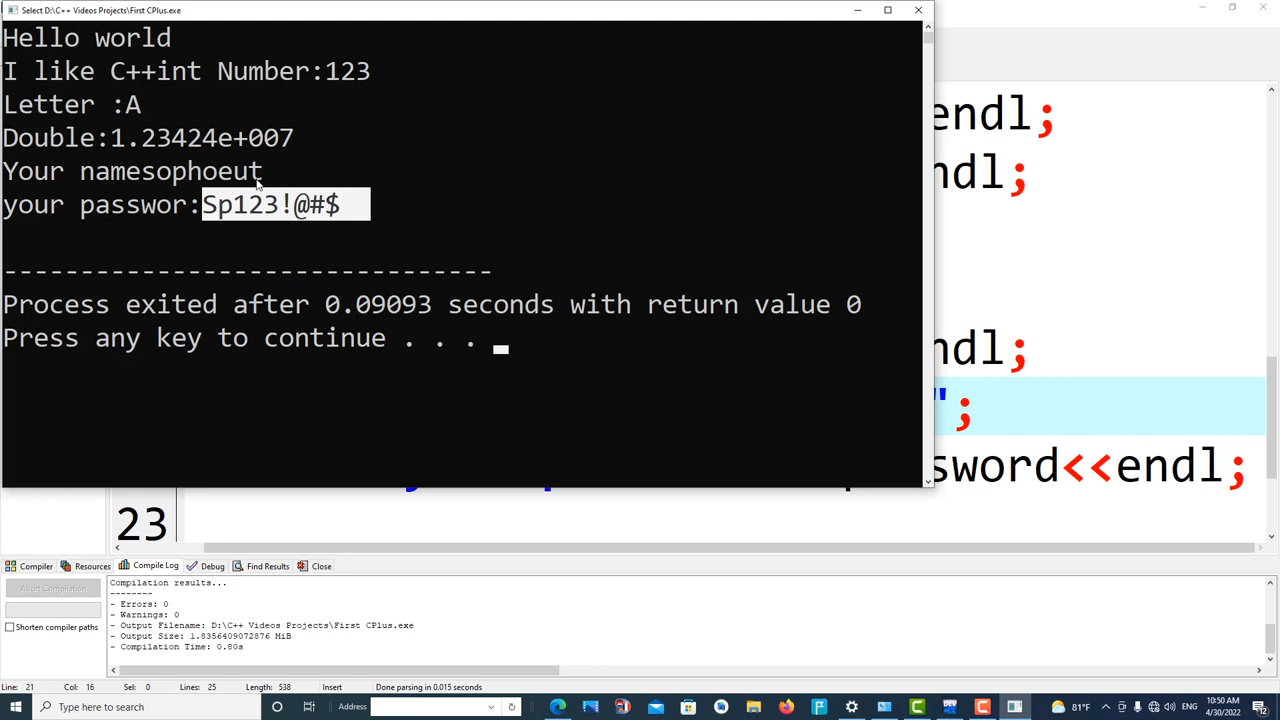 Select D:\C++ Videos Projects\First CPlus.exe
Hello world
I like C++int Number:123
Letter :A
Double:1.23424e+007
Your namesophoeut
your passwor:Sp123!@#$
--------------------------------
Process exited after 0.09093 seconds with return value 0
Press any key to continue . . .
endl;
endl;
ndl;
";
sword<<endl;
23
Compiler
Resources
Compile Log
Debug
Find Results
Close
Abort Compilation
Shorten compiler paths
Compilation results...
--------
- Errors: 0
- Warnings: 0
- Output Filename: D:\C++ Videos Projects\First CPlus.exe
- Output Size: 1.8356409072876 MiB
- Compilation Time: 0.80s
Line: 21 Col: 16 Sel: 0 Lines: 25 Length: 538 Insert Done parsing in 0.015 seconds
Type here to search
Address
81°F
10:50 AM
4/30/2022
12